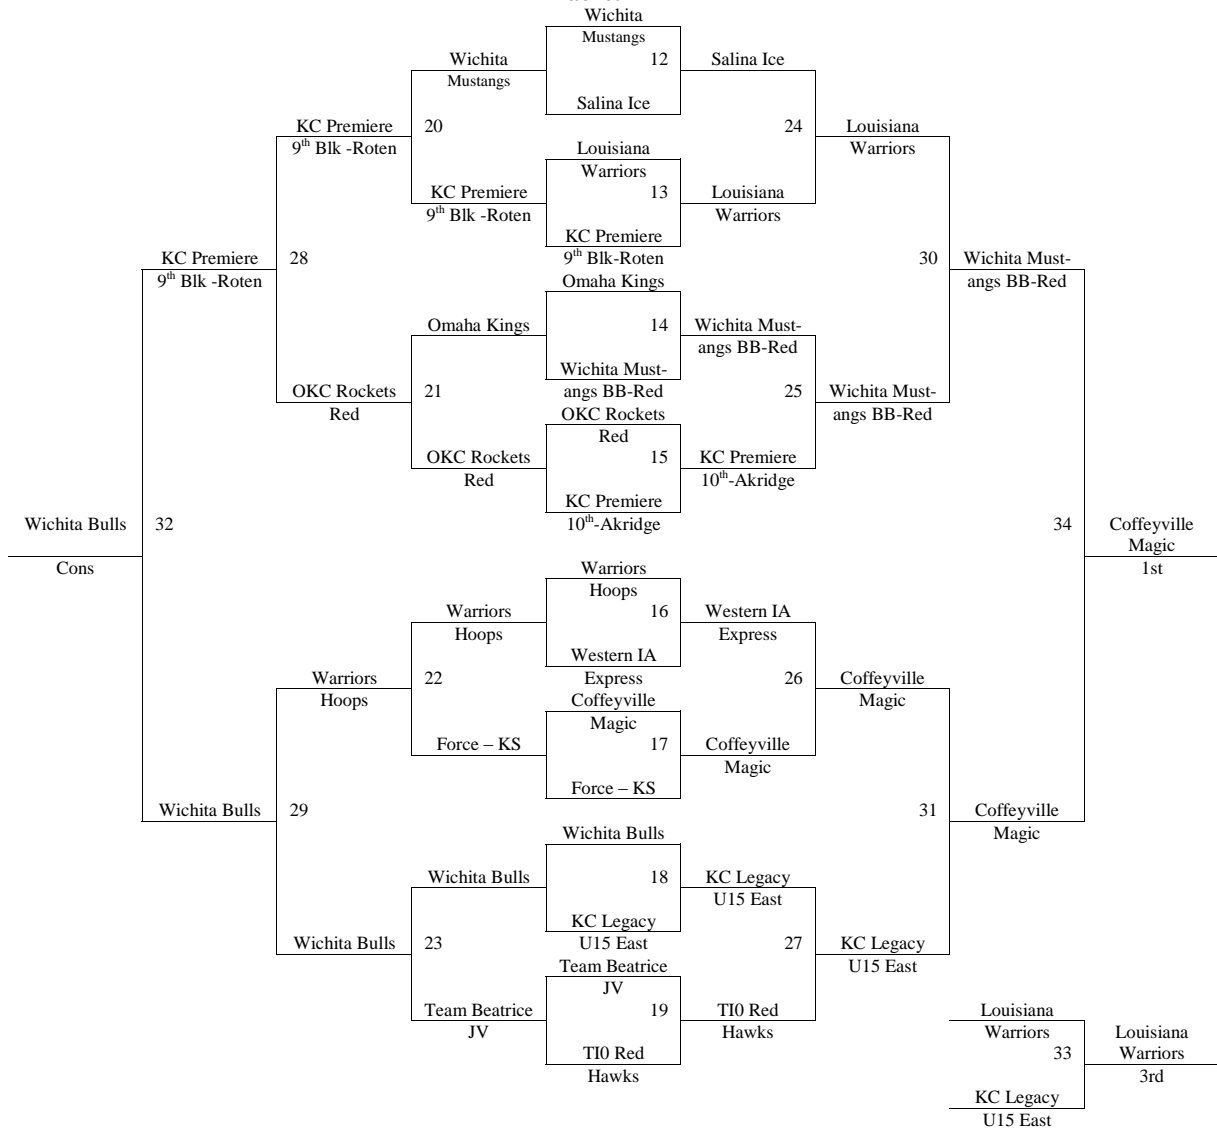 Wichita
Mustangs
12
Salina Ice
Wichita
Mustangs
Salina Ice
20
24
KC Premiere
9th Blk -Roten
Louisiana
Warriors
Louisiana
Warriors
13
KC Premiere
9th Blk -Roten
Louisiana
Warriors
KC Premiere
9th Blk-Roten
KC Premiere
9th Blk -Roten
28
30
Wichita Must-
angs BB-Red
Omaha Kings
14
Omaha Kings
Wichita Must-
angs BB-Red
Wichita Must-
angs BB-Red
OKC Rockets
Red
21
25
Wichita Must-
angs BB-Red
OKC Rockets
Red
15
OKC Rockets
Red
KC Premiere
10th-Akridge
KC Premiere
10th-Akridge
Wichita Bulls
Cons
32
34
Coffeyville
Magic
1st
Warriors
Hoops
16
Warriors
Hoops
Western IA
Express
Western IA
Express
Warriors
Hoops
22
26
Coffeyville
Magic
Coffeyville
Magic
17
Force – KS
Coffeyville
Magic
Force – KS
Wichita Bulls
29
31
Coffeyville
Magic
Wichita Bulls
18
Wichita Bulls
KC Legacy
U15 East
KC Legacy
U15 East
Wichita Bulls
23
27
KC Legacy
U15 East
Team Beatrice
JV
19
Team Beatrice
JV
TI0 Red
Hawks
TI0 Red
Hawks
Louisiana
Warriors
33
Louisiana
Warriors
3rd
KC Legacy
U15 East